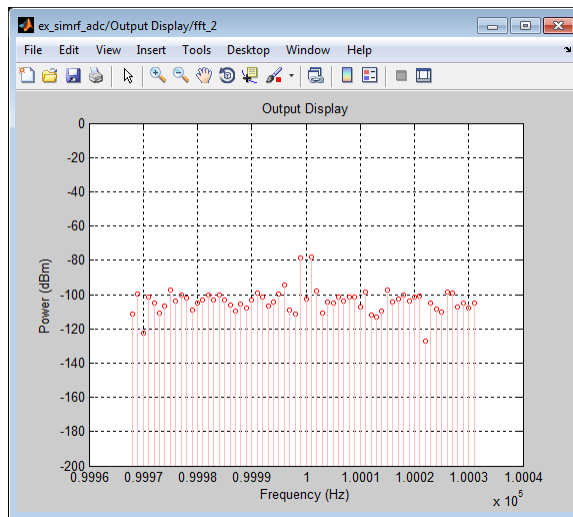 ex_simrf_adc/Output Display/fft_2
File Edit View Insert Tools Desktop Window Help
Output Display
0
-20
-40
-60
-80
-100
-120
-140
-160
-180
-200
Power (dBm)
0.9996 0.9997 0.9998 0.9999 1 1.0001 1.0002 1.0003 1.0004
Frequency (Hz)
x 10^5